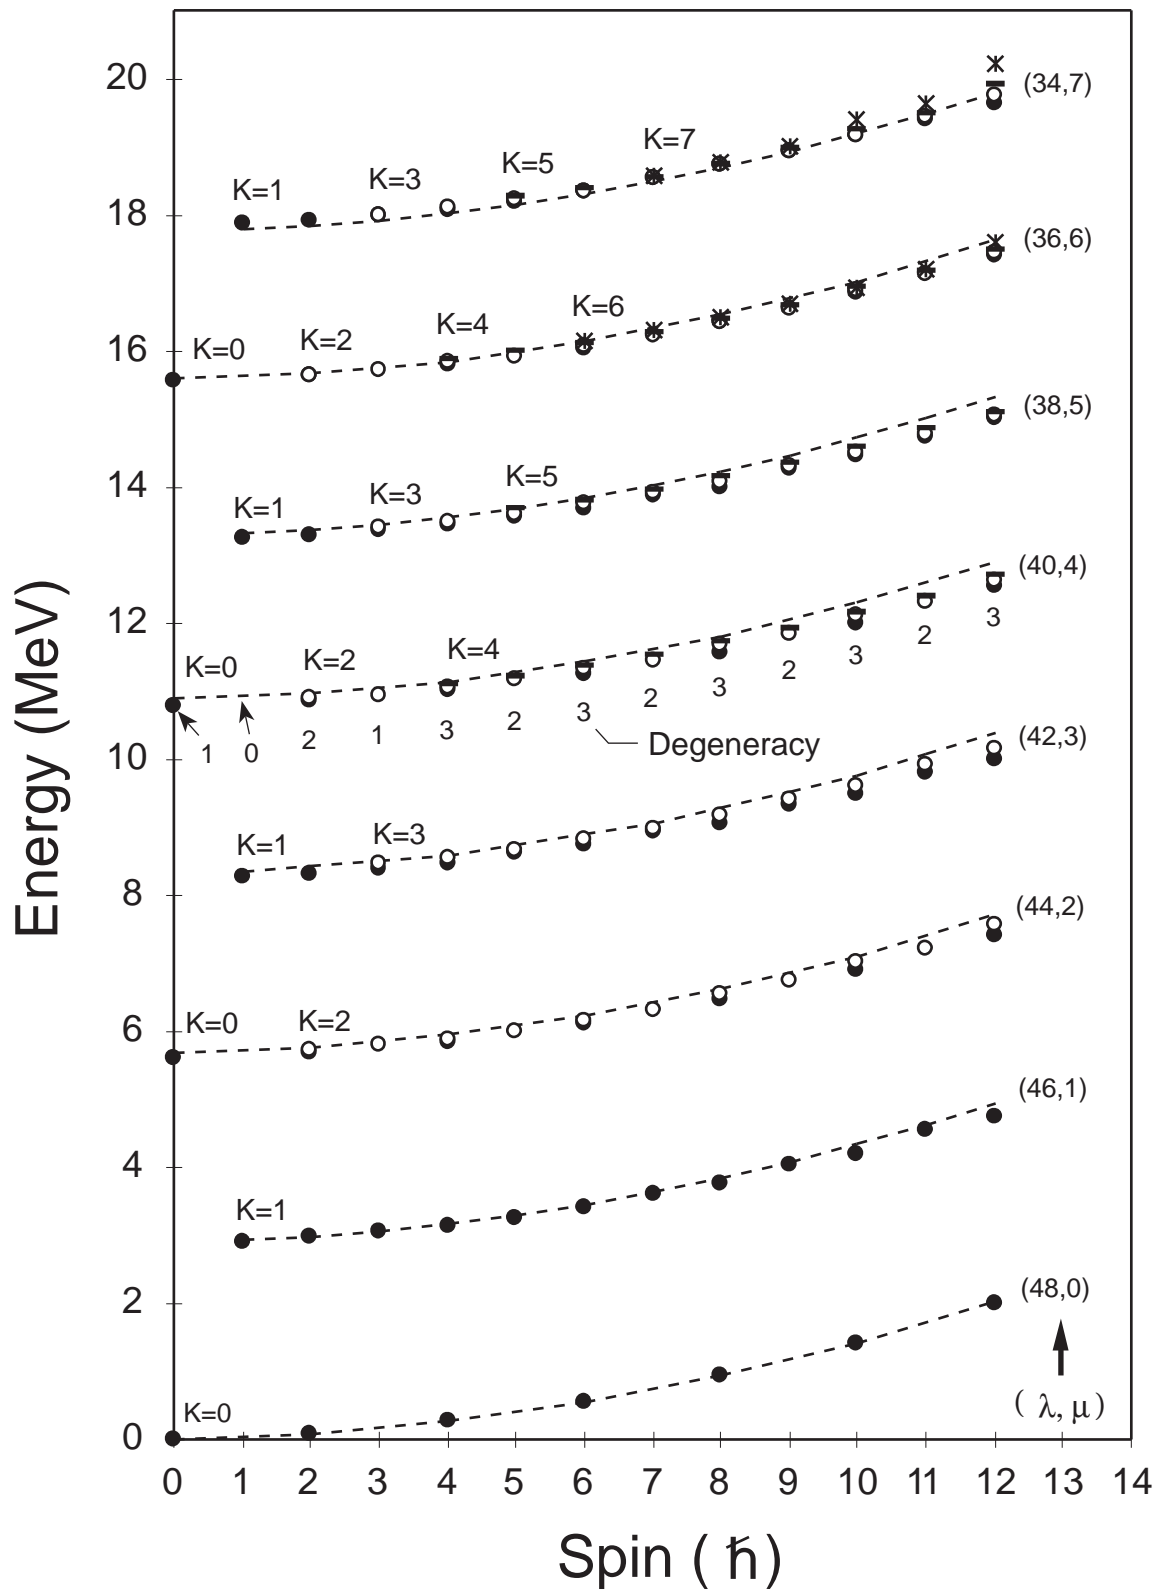 20
(34,7)
K=7
K=5
K=3
K=1
18
(36,6)
K=6
K=4
K=2
K=0
16
(38,5)
K=5
K=3
K=1
14
(40,4)
12
K=4
K=2
K=0
1 0 2 1 3 2 3 2 3 2 3 2 3
Degeneracy
(42,3)
10
K=3
K=1
8
(44,2)
K=2
K=0
6
(46,1)
4
K=1
2
(48,0)
( λ, μ )
K=0
0
0 1 2 3 4 5 6 7 8 9 10 11 12 13 14
Energy (MeV)
Spin ( ħ )